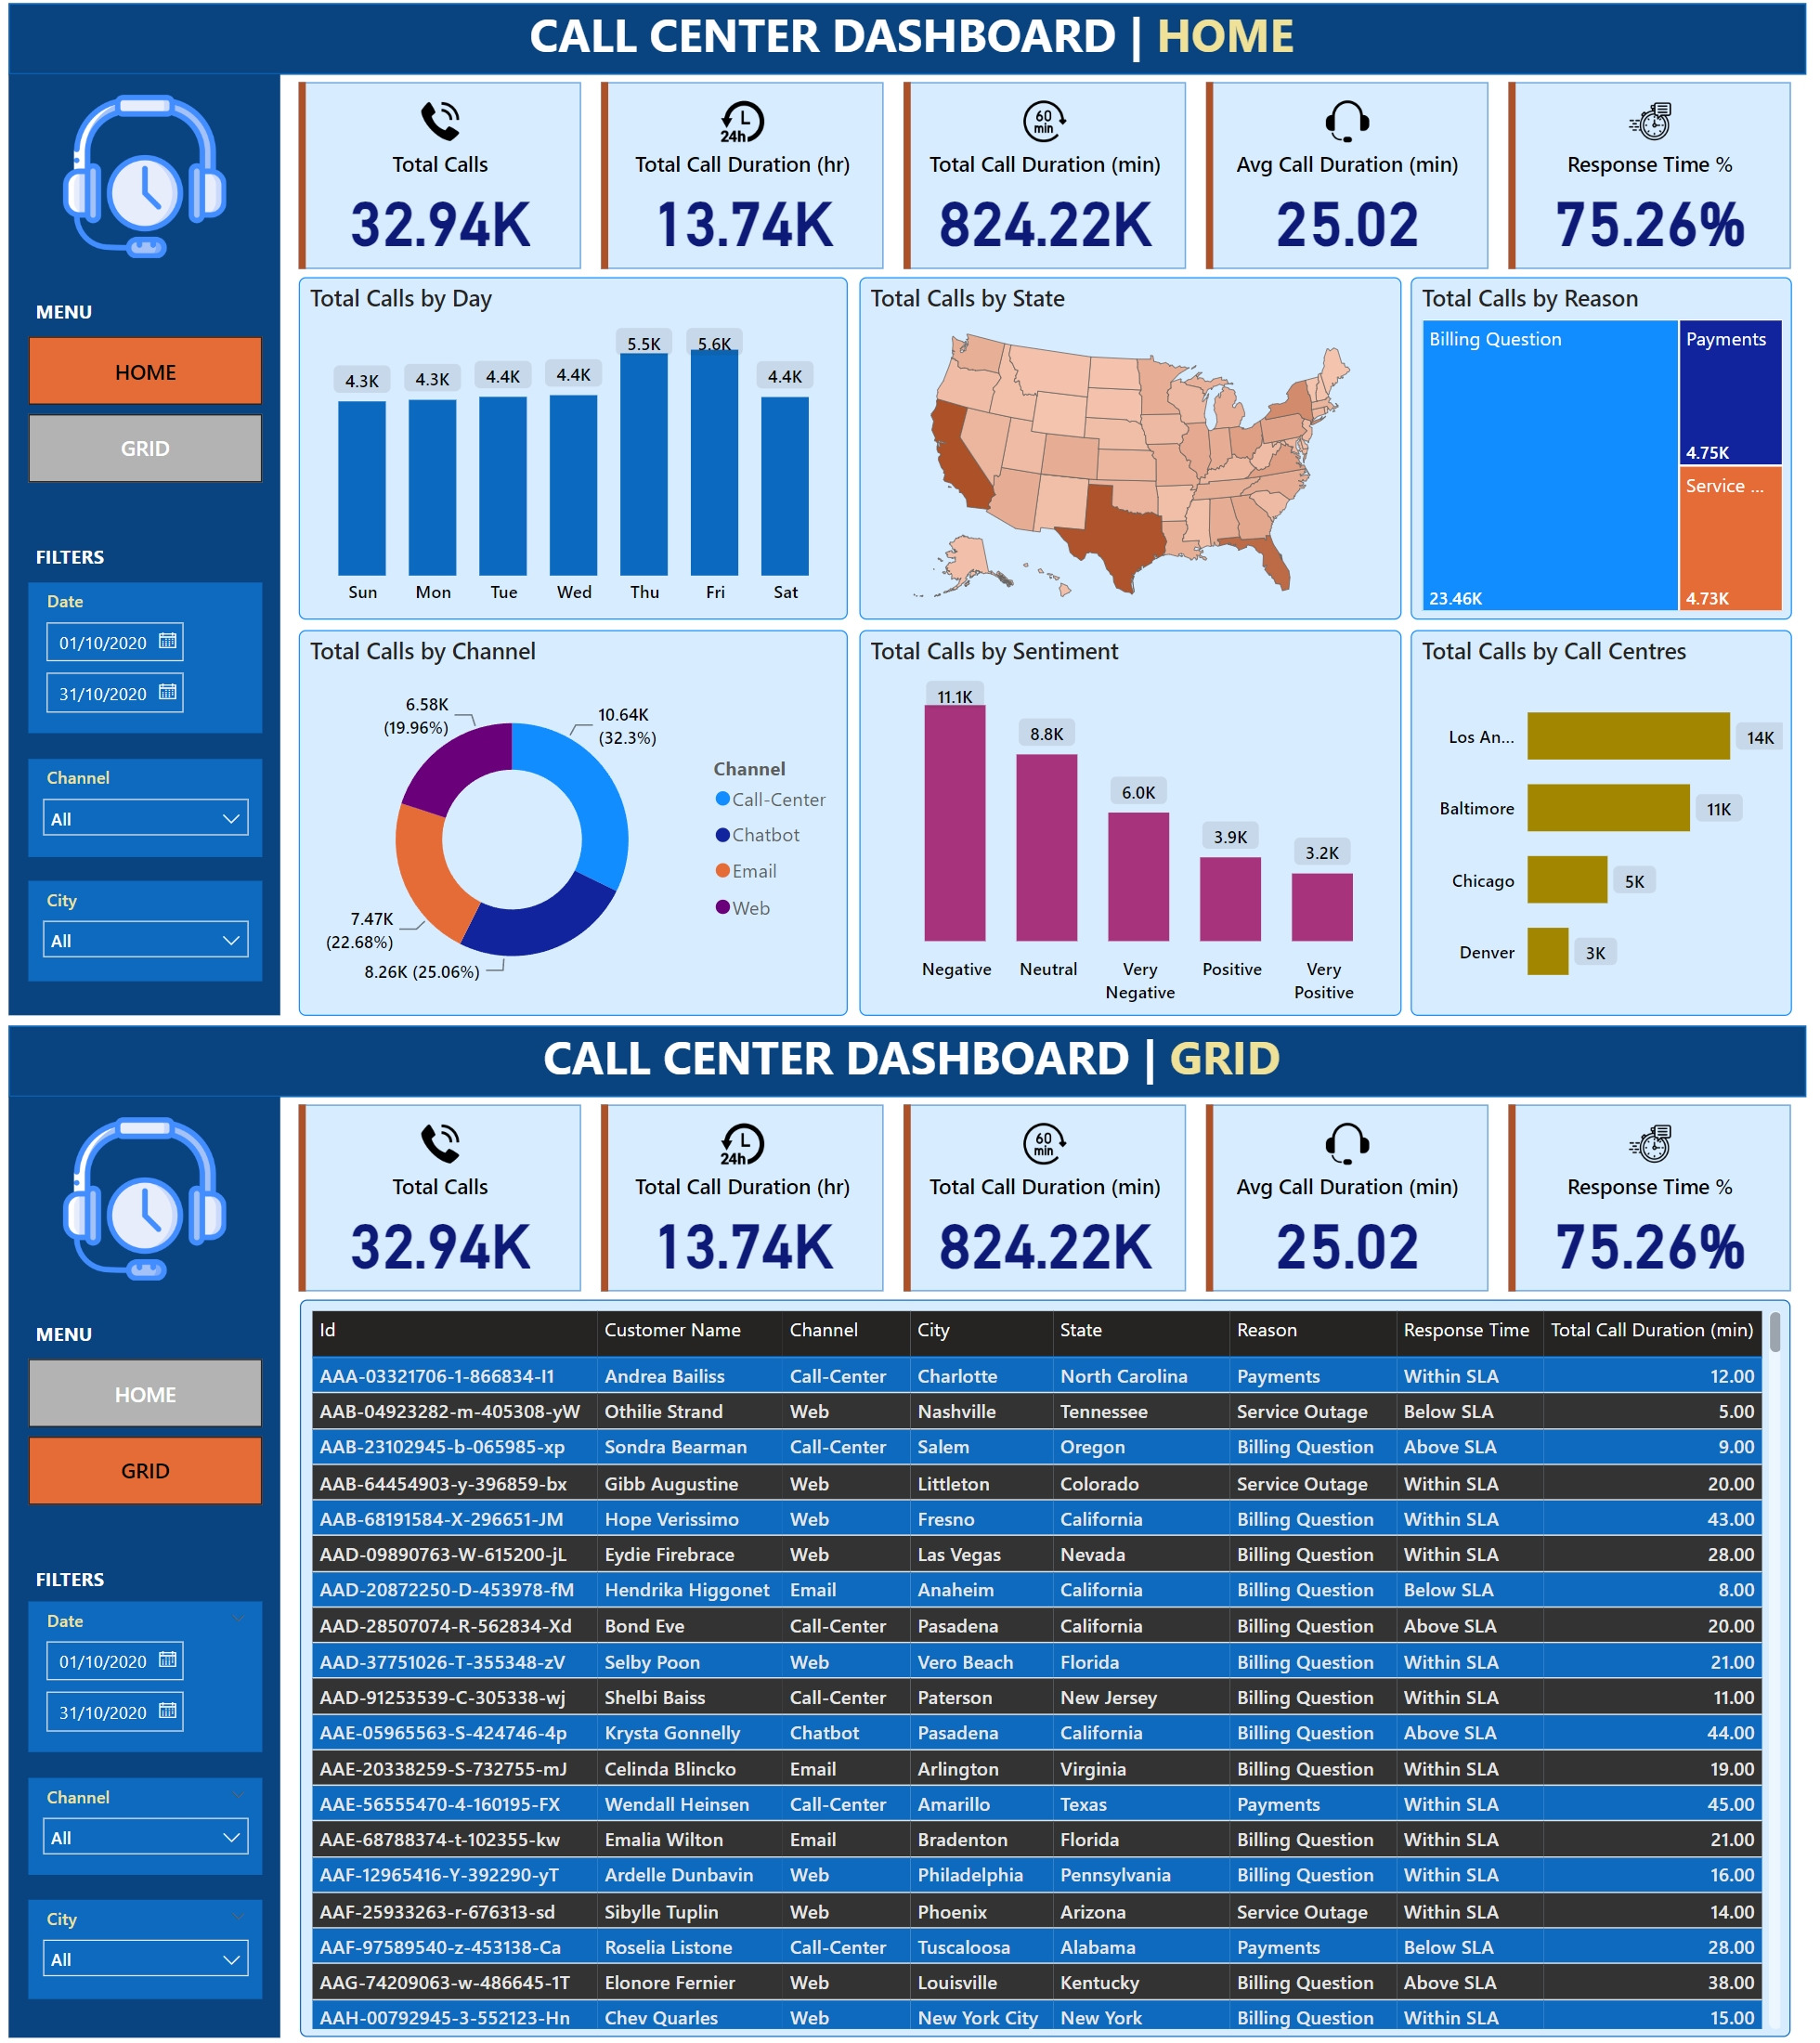 CALL CENTER DASHBOARD | HOME
Total Calls
32.94K
24h
Total Call Duration (hr)
13.74K
60
min
Total Call Duration (min)
824.22K
Avg Call Duration (min)
25.02
Response Time %
75.26%
MENU
HOME
GRID
FILTERS
Date
01/10/2020
31/10/2020
Channel
All
City
All
Total Calls by Day
4.3K 4.3K 4.4K 4.4K 5.5K 5.6K 4.4K
Sun Mon Tue Wed Thu Fri Sat
Total Calls by State
Total Calls by Reason
Billing Question
23.46K
Payments
4.75K
Service ...
4.73K
Total Calls by Channel
6.58K
(19.96%)
10.64K
(32.3%)
7.47K
(22.68%)
8.26K (25.06%)
Channel
Call-Center
Chatbot
Email
Web
Total Calls by Sentiment
11.1K
8.8K
6.0K
3.9K
3.2K
Negative Neutral Very Negative Positive Very Positive
Total Calls by Call Centres
Los An... 14K
Baltimore 11K
Chicago 5K
Denver 3K
CALL CENTER DASHBOARD | GRID
Total Calls
32.94K
24h
Total Call Duration (hr)
13.74K
60
min
Total Call Duration (min)
824.22K
Avg Call Duration (min)
25.02
Response Time %
75.26%
MENU
HOME
GRID
FILTERS
Date
01/10/2020
31/10/2020
Channel
All
City
All
Id Customer Name Channel City State Reason Response Time Total Call Duration (min)
AAA-03321706-1-866834-I1 Andrea Bailiss Call-Center Charlotte North Carolina Payments Within SLA 12.00
AAB-04923282-m-405308-yW Othilie Strand Web Nashville Tennessee Service Outage Below SLA 5.00
AAB-23102945-b-065985-xp Sondra Bearman Call-Center Salem Oregon Billing Question Above SLA 9.00
AAB-64454903-y-396859-bx Gibb Augustine Web Littleton Colorado Service Outage Within SLA 20.00
AAB-68191584-X-296651-JM Hope Verissimo Web Fresno California Billing Question Within SLA 43.00
AAD-09890763-W-615200-jL Eydie Firebrace Web Las Vegas Nevada Billing Question Within SLA 28.00
AAD-20872250-D-453978-fM Hendrika Higgonet Email Anaheim California Billing Question Below SLA 8.00
AAD-28507074-R-562834-Xd Bond Eve Call-Center Pasadena California Billing Question Above SLA 20.00
AAD-37751026-T-355348-zV Selby Poon Web Vero Beach Florida Billing Question Within SLA 21.00
AAD-91253539-C-305338-wj Shelbi Baiss Call-Center Paterson New Jersey Billing Question Within SLA 11.00
AAE-05965563-S-424746-4p Krysta Gonnelly Chatbot Pasadena California Billing Question Above SLA 44.00
AAE-20338259-S-732755-mJ Celinda Blincko Email Arlington Virginia Billing Question Within SLA 19.00
AAE-56555470-4-160195-FX Wendall Heinsen Call-Center Amarillo Texas Payments Within SLA 45.00
AAE-68788374-t-102355-kw Emalia Wilton Email Bradenton Florida Billing Question Within SLA 21.00
AAF-12965416-Y-392290-yT Ardelle Dunbavin Web Philadelphia Pennsylvania Billing Question Within SLA 16.00
AAF-25933263-r-676313-sd Sibylle Tuplin Web Phoenix Arizona Service Outage Within SLA 14.00
AAF-97589540-z-453138-Ca Roselia Listone Call-Center Tuscaloosa Alabama Payments Below SLA 28.00
AAG-74209063-w-486645-1T Elonore Fernier Web Louisville Kentucky Billing Question Above SLA 38.00
AAH-00792945-3-552123-Hn Chev Quarles Web New York City New York Billing Question Within SLA 15.00